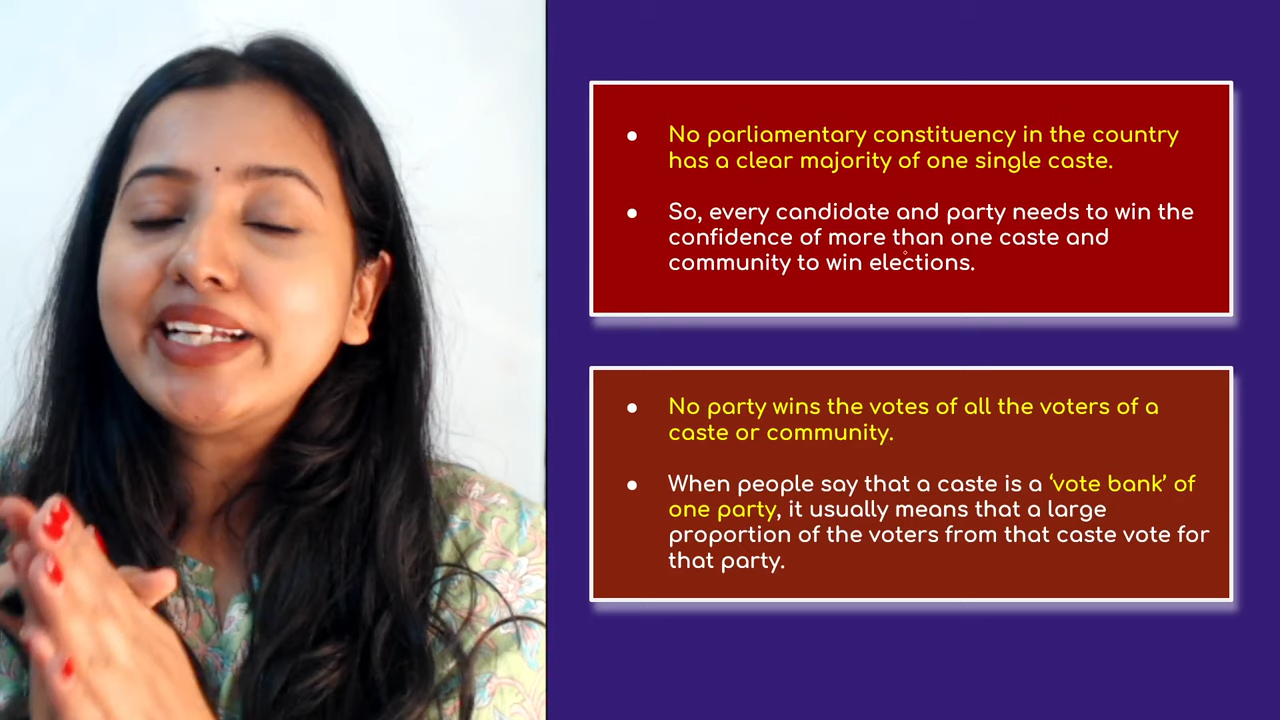 ● No parliamentary constituency in the country
has a clear majority of one single caste.
● So, every candidate and party needs to win the
confidence of more than one caste and
community to win elections.
● No party wins the votes of all the voters of a
caste or community.
● When people say that a caste is a ‘vote bank’ of
one party, it usually means that a large
proportion of the voters from that caste vote for
that party.